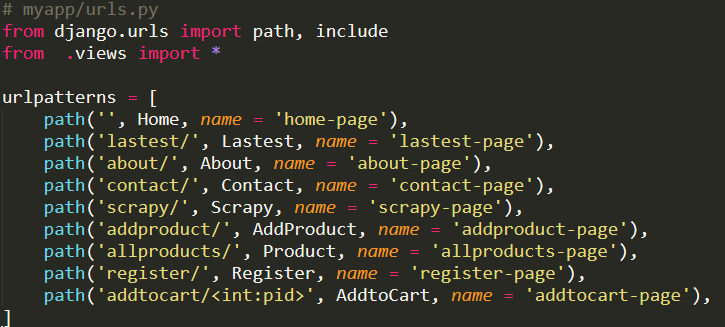 # myapp/urls.py
from django.urls import path, include
from  .views import *

urlpatterns = [
    path('', Home, name = 'home-page'),
    path('lastest/', Lastest, name = 'lastest-page'),
    path('about/', About, name = 'about-page'),
    path('contact/', Contact, name = 'contact-page'),
    path('scrapy/', Scrapy, name = 'scrapy-page'),
    path('addproduct/', AddProduct, name = 'addproduct-page'),
    path('allproducts/', Product, name = 'allproducts-page'),
    path('register/', Register, name = 'register-page'),
    path('addtocart/<int:pid>', AddtoCart, name = 'addtocart-page'),
]